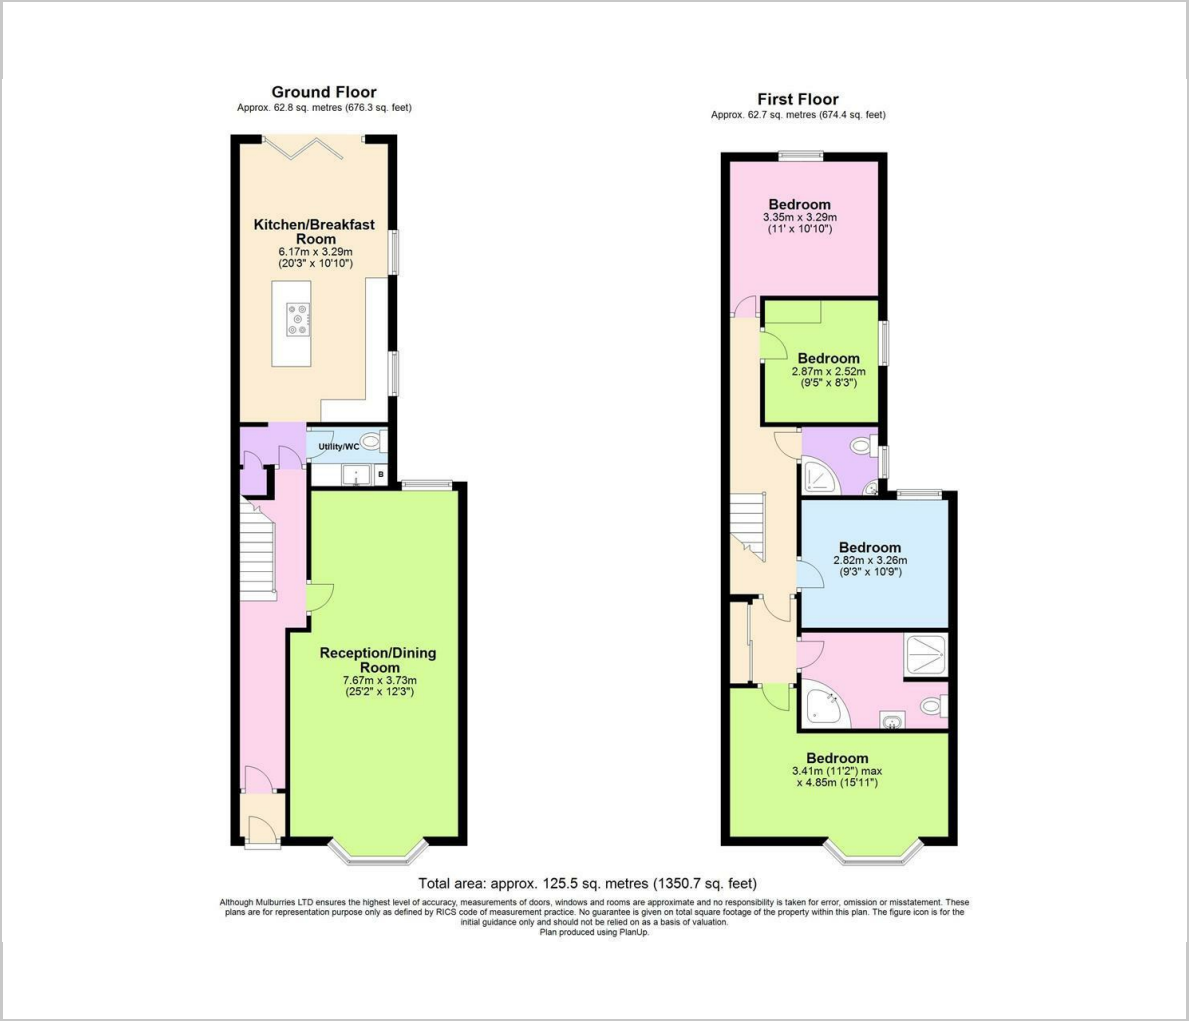 Ground Floor
Approx. 62.8 sq. metres (676.3 sq. feet)
Kitchen/Breakfast
Room
6.17m x 3.29m
(20'3" x 10'10")
Utility/WC
B
Reception/Dining
Room
7.67m x 3.73m
(25'2" x 12'3")
First Floor
Approx. 62.7 sq. metres (674.4 sq. feet)
Bedroom
3.35m x 3.29m
(11' x 10'10")
Bedroom
2.87m x 2.52m
(9'5" x 8'3")
Bedroom
2.82m x 3.26m
(9'3" x 10'9")
Bedroom
3.41m (11'2") max
x 4.85m (15'11")
Total area: approx. 125.5 sq. metres (1350.7 sq. feet)
Although Mulburries LTD ensures the highest level of accuracy, measurements of doors, windows and rooms are approximate and no responsibility is taken for error, omission or misstatement. These
plans are for representation purpose only as defined by RICS code of measurement practice. No guarantee is given on total square footage of the property within this plan. The figure icon is for the
initial guidance only and should not be relied on as a basis of valuation.
Plan produced using PlanUp.